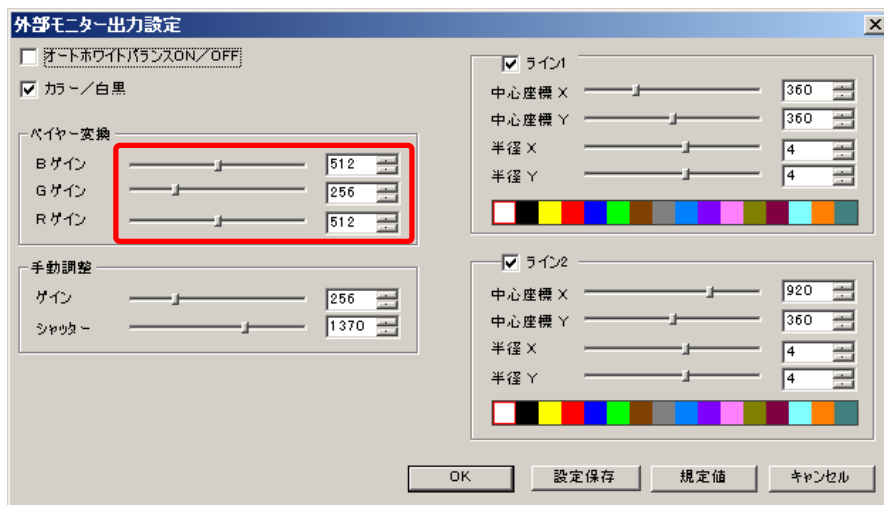 外部モニター出力設定
オートホワイトバランスON／OFF
カラー／白黒
ベイヤー変換
Bゲイン 512
Gゲイン 256
Rゲイン 512
手動調整
ゲイン 256
シャッター 1370
ライン1
中心座標 X 360
中心座標 Y 360
半径 X 4
半径 Y 4
ライン2
中心座標 X 920
中心座標 Y 360
半径 X 4
半径 Y 4
OK
設定保存
規定値
キャンセル